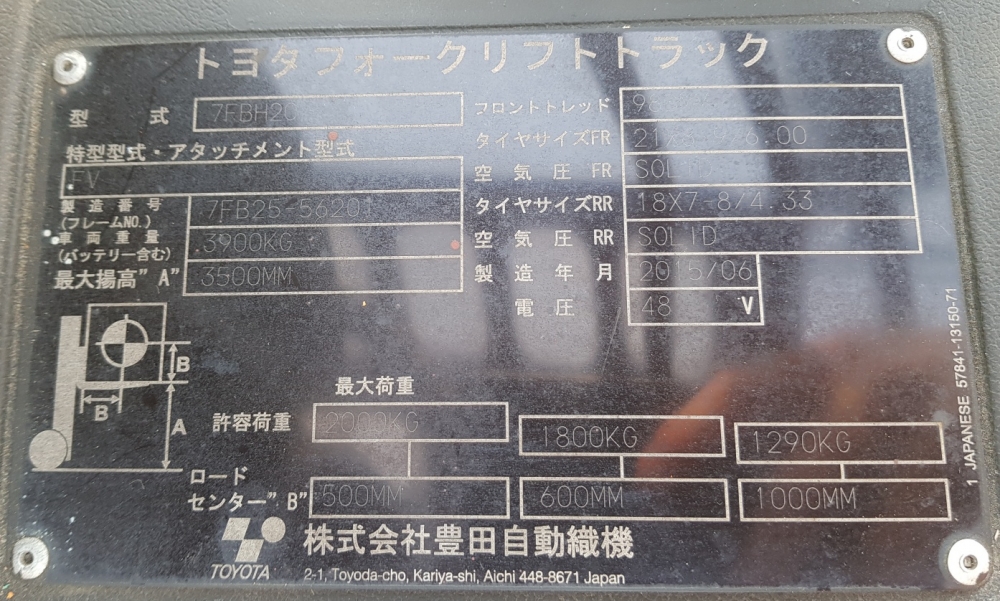 トヨタフォークリフトトラック
型式 7FBH20
特型型式・アタッチメント型式
FV
製造番号
(フレームNO.) 7FB25-56201
車両重量
(バッテリー含む) 3900KG
最大揚高"A" 3500MM
フロントトレッド
タイヤサイズFR
空気圧 FR SOLID
タイヤサイズRR 18X7-8/4.33
空気圧 RR SOLID
製造年月 2015/06
電圧 48 V
B
B
A
最大荷重
許容荷重 2000KG 1800KG 1290KG
ロード
センター"B" 500MM 600MM 1000MM
TOYOTA
株式会社豊田自動織機
2-1, Toyoda-cho, Kariya-shi, Aichi 448-8671 Japan
1 JAPANESE 57841-13150-71